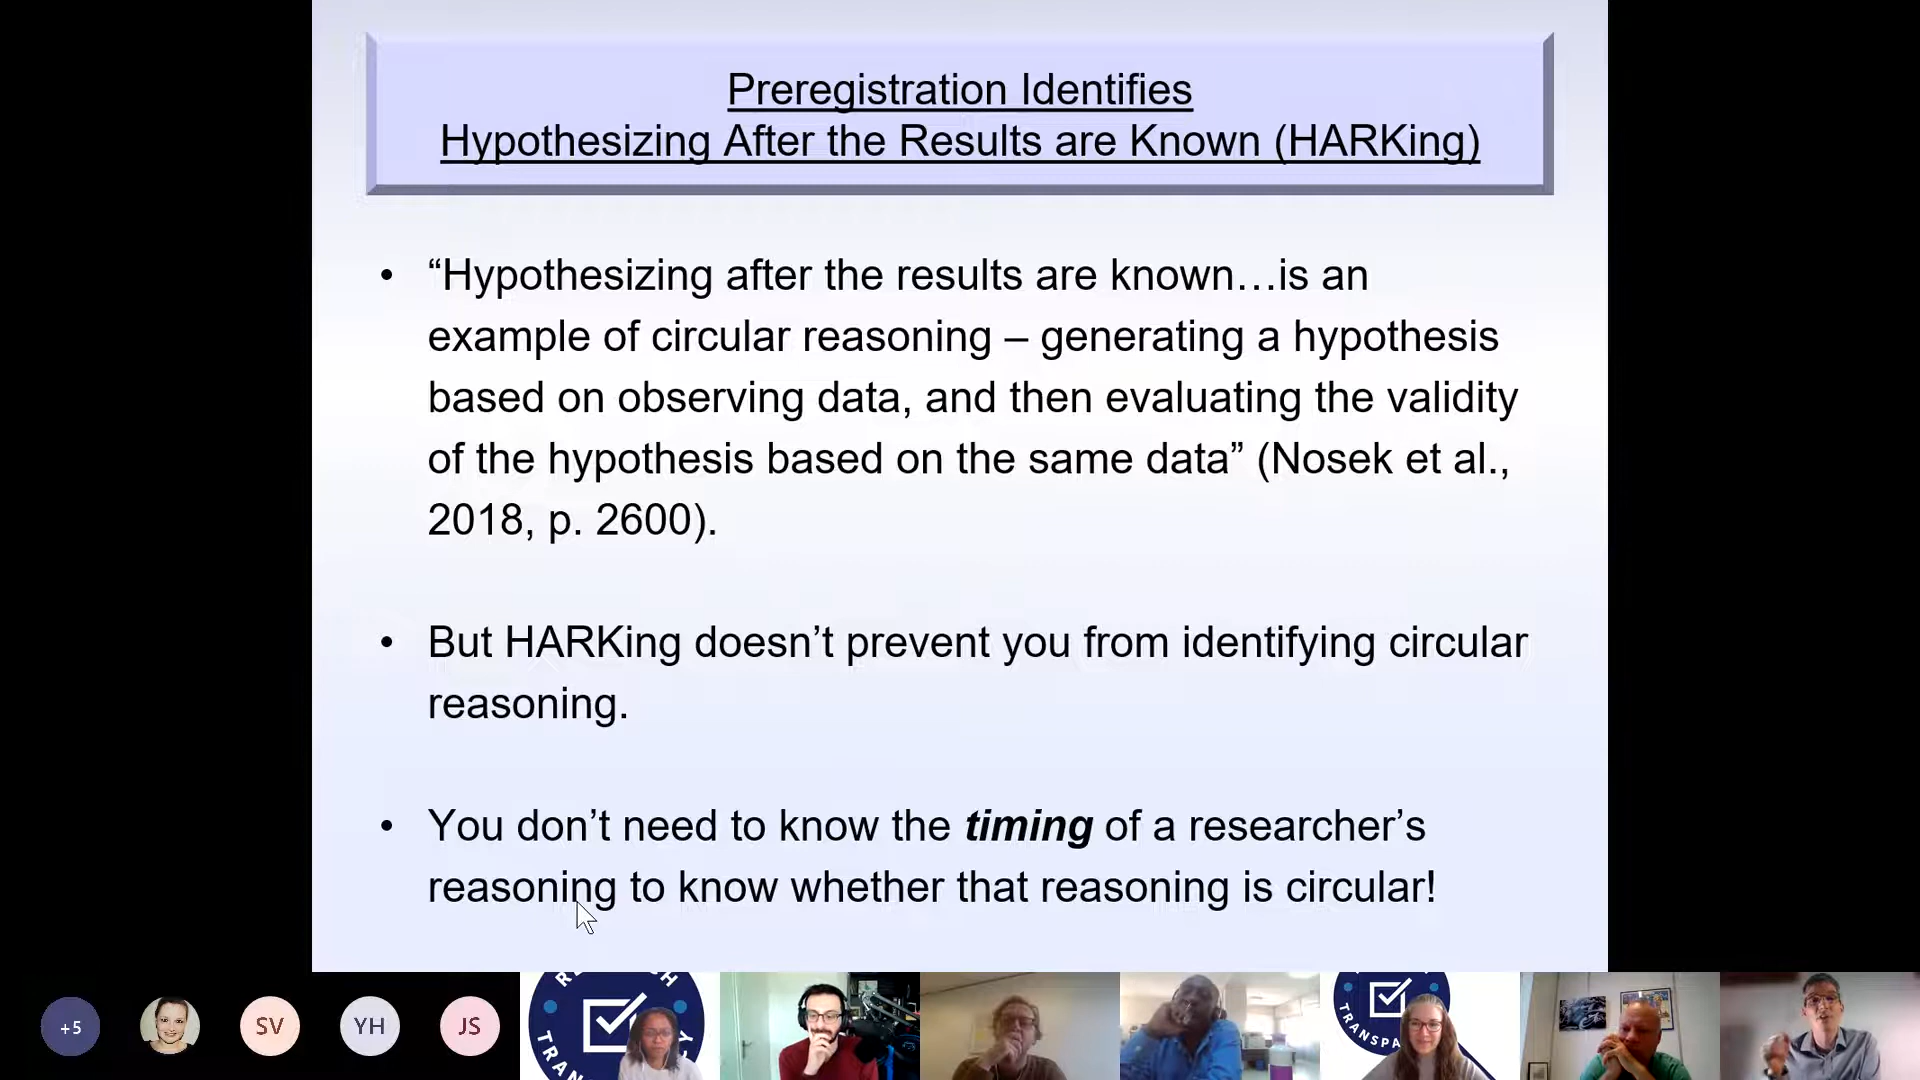 Preregistration Identifies
Hypothesizing After the Results are Known (HARKing)
• “Hypothesizing after the results are known…is an
example of circular reasoning – generating a hypothesis
based on observing data, and then evaluating the validity
of the hypothesis based on the same data” (Nosek et al.,
2018, p. 2600).
• But HARKing doesn’t prevent you from identifying circular
reasoning.
• You don’t need to know the timing of a researcher’s
reasoning to know whether that reasoning is circular!
+5
SV
YH
JS